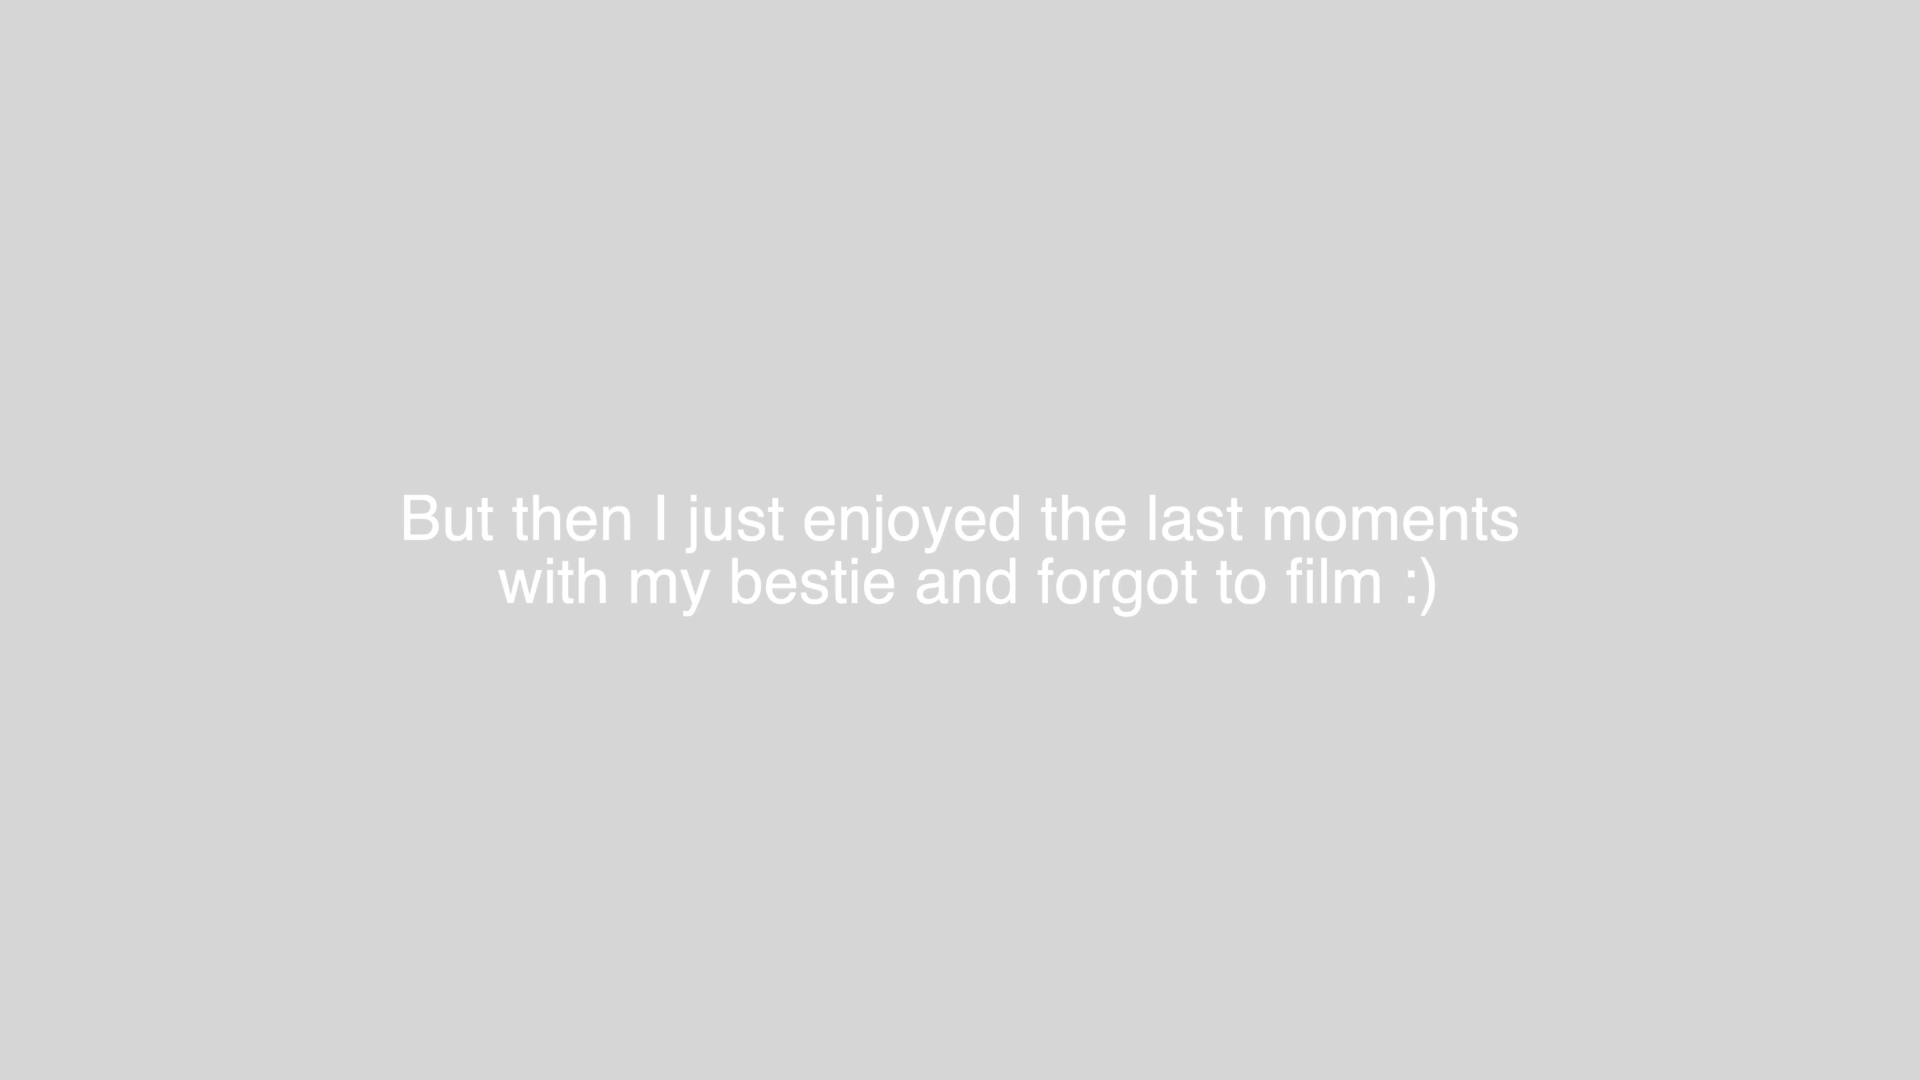 But then I just enjoyed the last moments
with my bestie and forgot to film :)